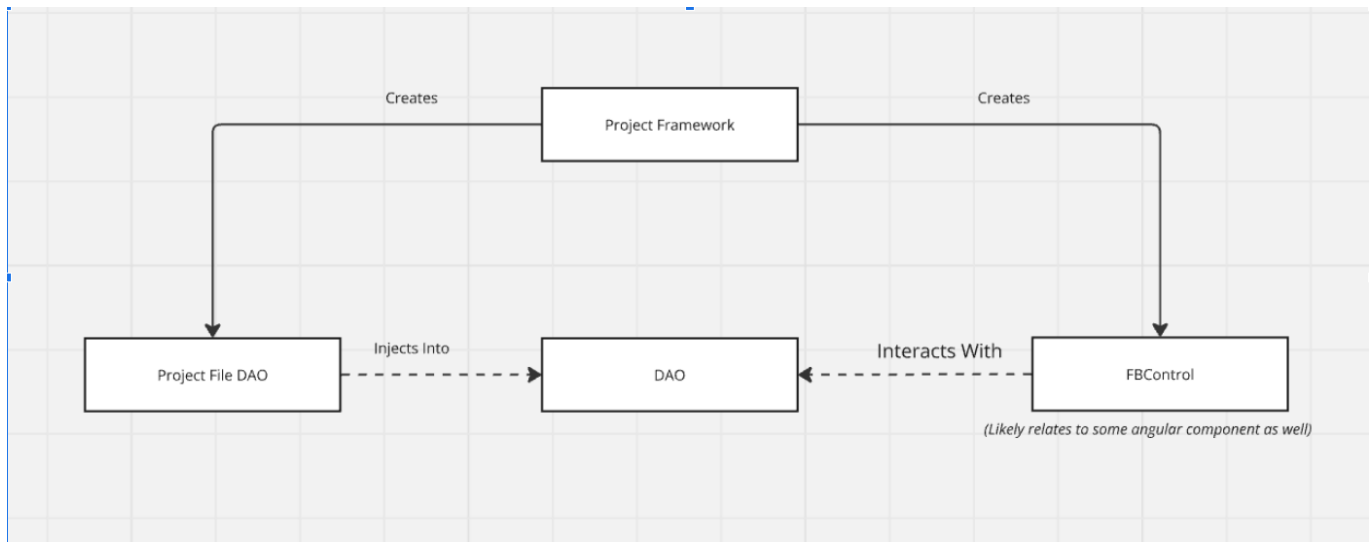 Creates
Creates
Project Framework
Injects Into
Interacts With
Project File DAO
DAO
FBControl
(Likely relates to some angular component as well)